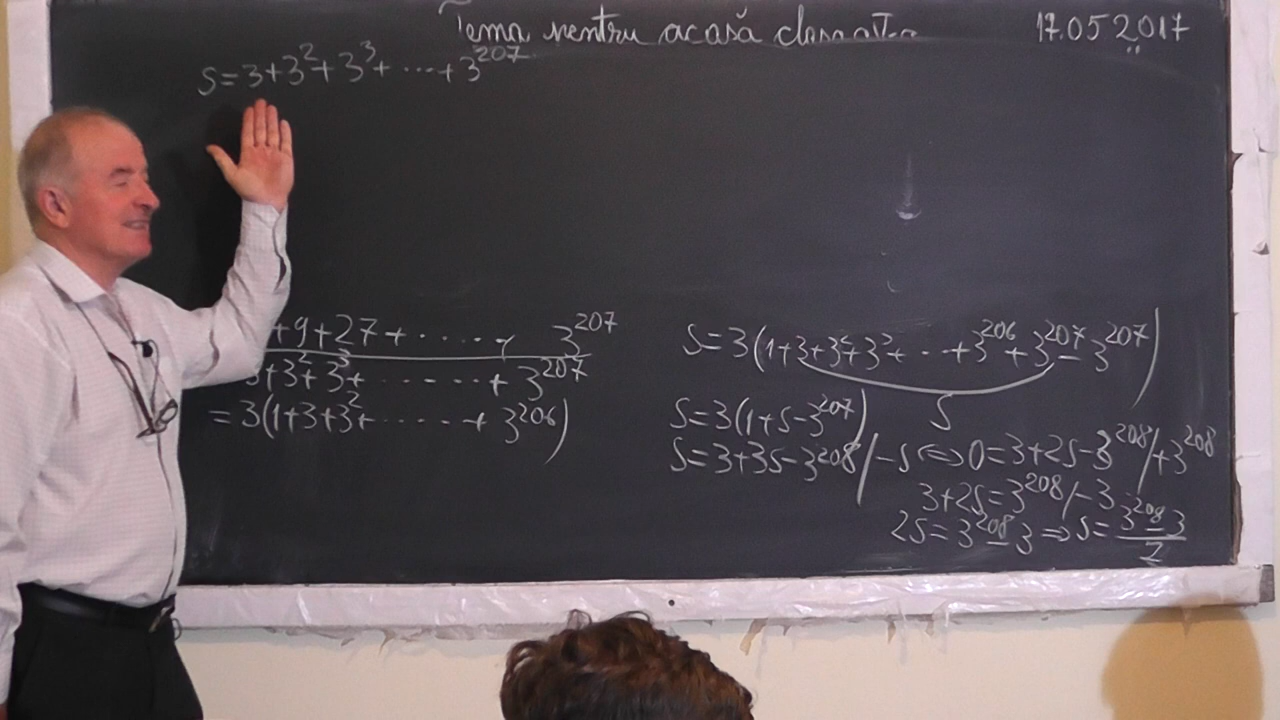 Tema pentru acasă clasa a V-a 17.05.2017
S=3+3²+3³+ ····+ 3²⁰⁷
+9+27+ ······+ 3²⁰⁷
3+3²+3³+ ·······+ 3²⁰⁷
=3(1+3+3²+ ······+ 3²⁰⁶)
S=3(1+3+3²+3³+ ···+3²⁰⁶+3²⁰⁷-3²⁰⁷)
S
S=3(1+S-3²⁰⁷)
S=3+3S-3²⁰⁸/-S⇔0=3+2S-3²⁰⁸/+3²⁰⁸
3+2S=3²⁰⁸/-3
2S=3²⁰⁸-3⇒S=(3²⁰⁸-3)/2